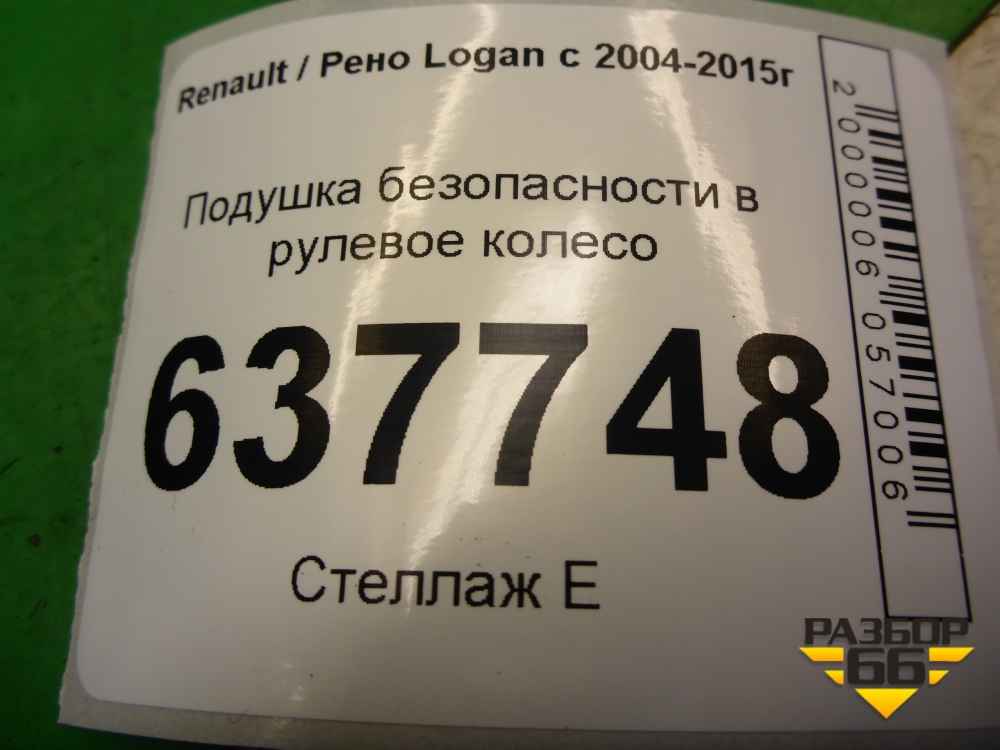 Renault / Рено Logan с 2004-2015г
Подушка безопасности в
рулевое колесо
637748
Стеллаж Е
2000006057006
РАЗБОР
66